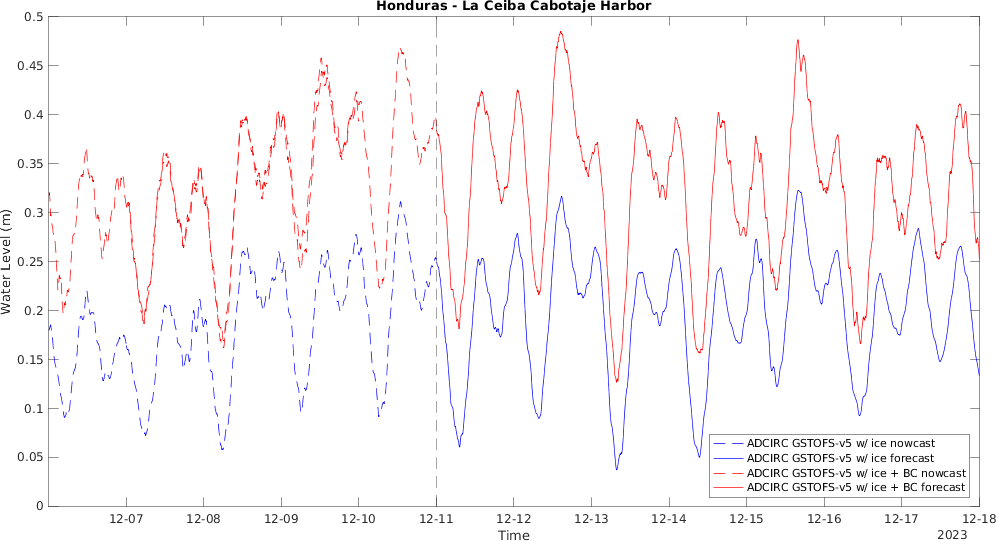 Honduras - La Ceiba Cabotaje Harbor
0.5
0.45
0.4
0.35
0.3
0.25
0.2
0.15
0.1
0.05
0
Water Level (m)
ADCIRC GSTOFS-v5 w/ ice nowcast
ADCIRC GSTOFS-v5 w/ ice forecast
ADCIRC GSTOFS-v5 w/ ice + BC nowcast
ADCIRC GSTOFS-v5 w/ ice + BC forecast
12-07 12-08 12-09 12-10 12-11 12-12 12-13 12-14 12-15 12-16 12-17 12-18
Time
2023